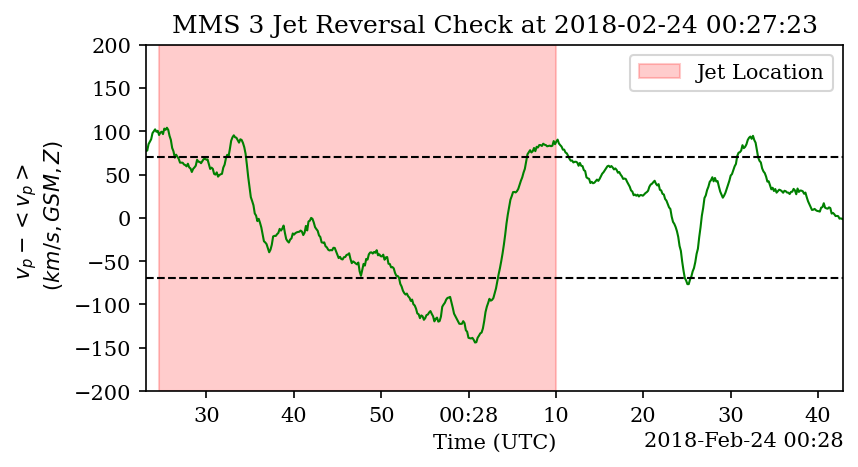 MMS 3 Jet Reversal Check at 2018-02-24 00:27:23
200
150
100
50
0
−50
−100
−150
−200
v_p − < v_p >
(km/s, GSM, Z)
Jet Location
30 40 50 00:28 10 20 30 40
Time (UTC)
2018-Feb-24 00:28